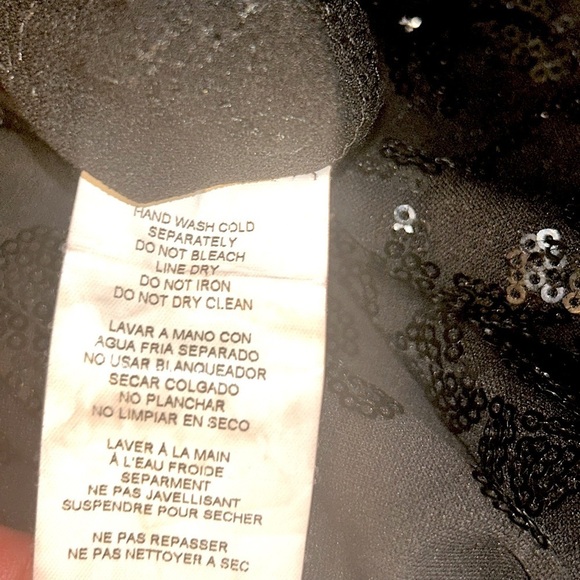 HAND WASH COLD
SEPARATELY
DO NOT BLEACH
LINE DRY
DO NOT IRON
DO NOT DRY CLEAN
LAVAR A MANO CON
AGUA FRIA SEPARADO
NO USAR BLANQUEADOR
SECAR COLGADO
NO PLANCHAR
NO LIMPIAR EN SECO
LAVER À LA MAIN
À L'EAU FROIDE
SEPARMENT
NE PAS JAVELLISANT
SUSPENDRE POUR SECHER
NE PAS REPASSER
NE PAS NETTOYER A SEC